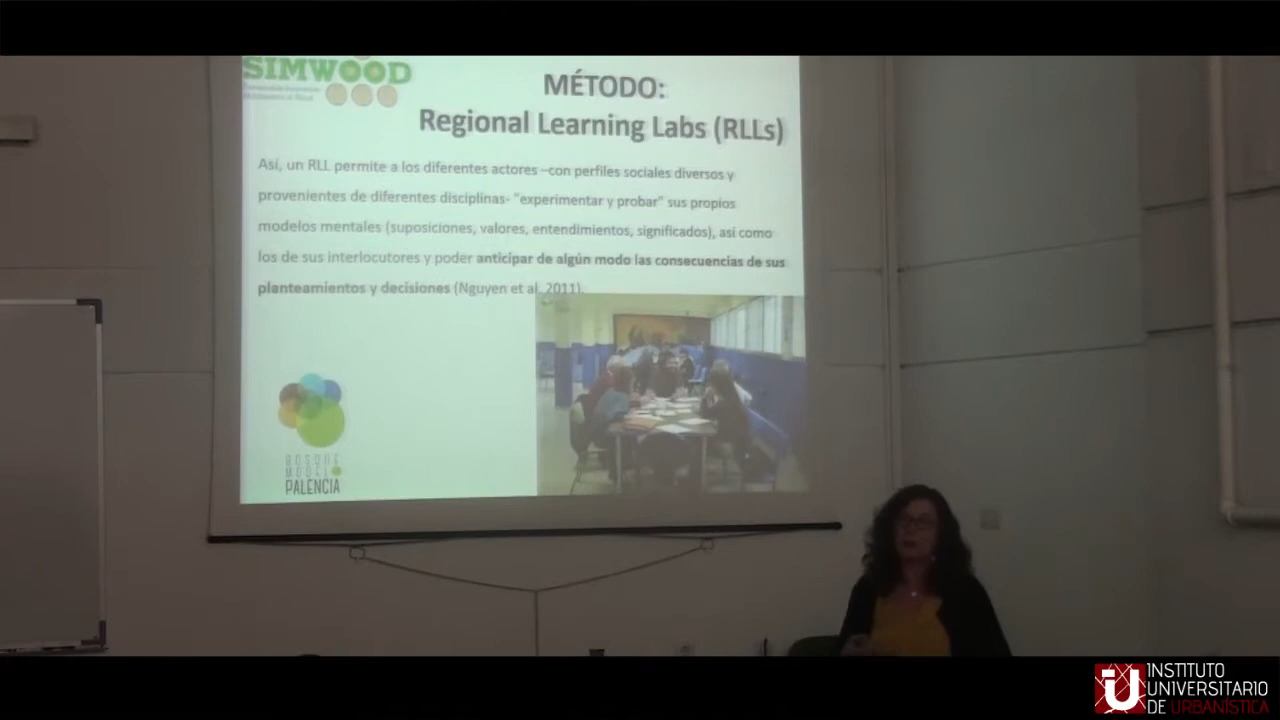 SIMWOOD
MÉTODO:
Regional Learning Labs (RLLs)
Así, un RLL permite a los diferentes actores –con perfiles sociales diversos y
provenientes de diferentes disciplinas- "experimentar y probar" sus propios
modelos mentales (suposiciones, valores, entendimientos, significados), así como
los de sus interlocutores y poder anticipar de algún modo las consecuencias de sus
planteamientos y decisiones (Nguyen et al, 2011).
BOSQUE
MODELO
PALENCIA
iU
INSTITUTO
UNIVERSITARIO
DE URBANÍSTICA